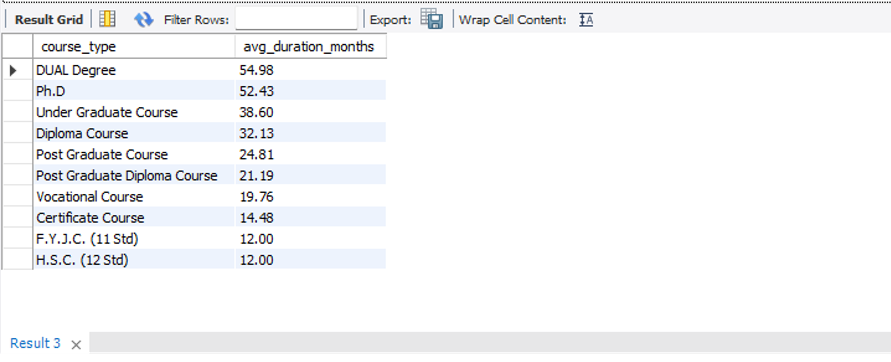 Result Grid Filter Rows: Export: Wrap Cell Content: IA
course_type avg_duration_months
DUAL Degree 54.98
Ph.D 52.43
Under Graduate Course 38.60
Diploma Course 32.13
Post Graduate Course 24.81
Post Graduate Diploma Course 21.19
Vocational Course 19.76
Certificate Course 14.48
F.Y.J.C. (11 Std) 12.00
H.S.C. (12 Std) 12.00
Result 3